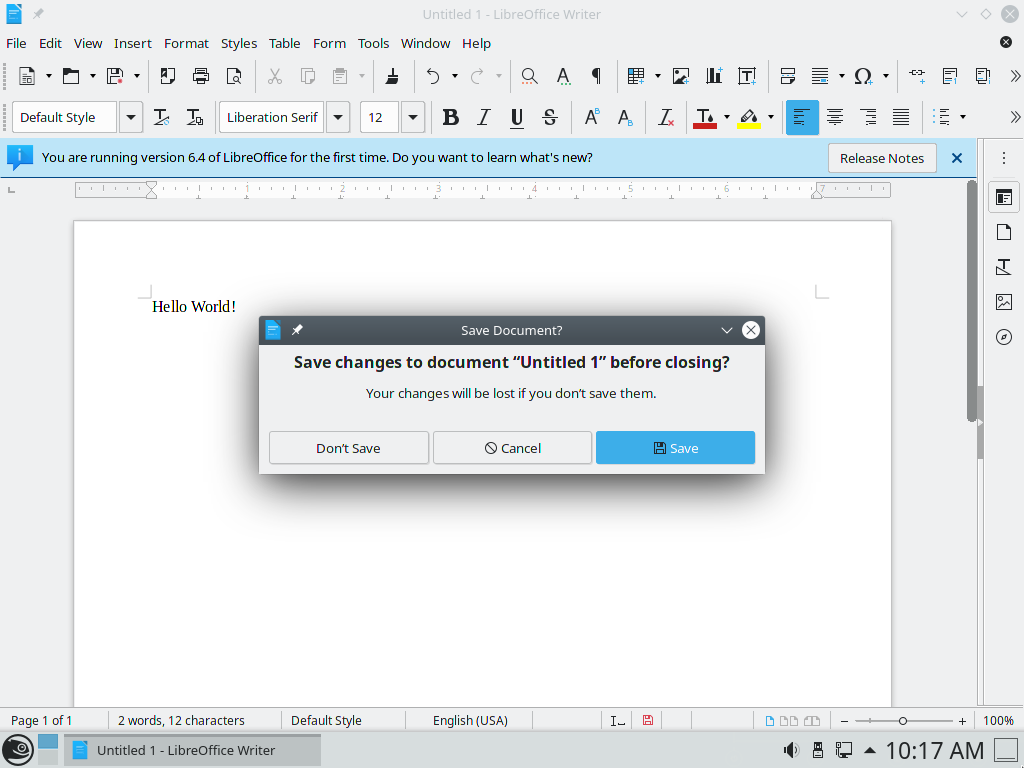 Untitled 1 - LibreOffice Writer
File Edit View Insert Format Styles Table Form Tools Window Help
Default Style Liberation Serif 12
You are running version 6.4 of LibreOffice for the first time. Do you want to learn what's new? Release Notes
1 2 3 4 5 6 7
Hello World!
Save Document?
Save changes to document “Untitled 1” before closing?
Your changes will be lost if you don’t save them.
Don’t Save Cancel Save
Page 1 of 1 2 words, 12 characters Default Style English (USA) 100%
Untitled 1 - LibreOffice Writer 10:17 AM